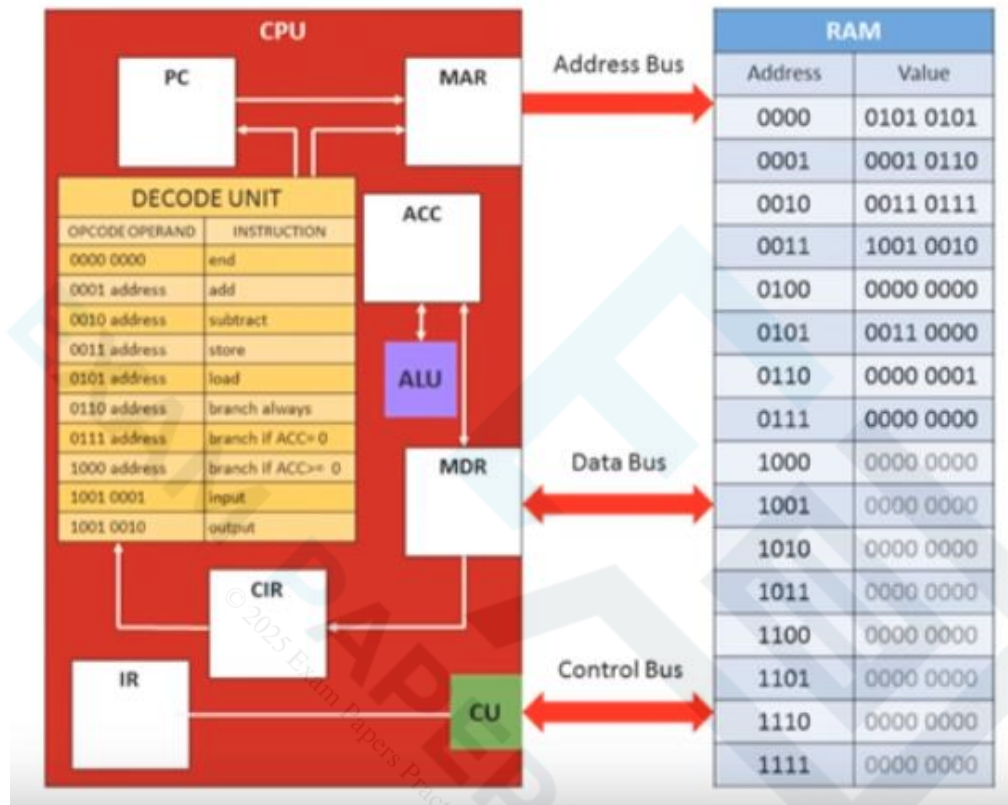 CPU
PC
MAR
DECODE UNIT
OPCODE OPERAND INSTRUCTION
0000 0000 end
0001 address add
0010 address subtract
0011 address store
0101 address load
0110 address branch always
0111 address branch if ACC= 0
1000 address branch if ACC>= 0
1001 0001 input
1001 0010 output
ACC
ALU
MDR
CIR
IR
CU
Address Bus
Data Bus
Control Bus
RAM
Address Value
0000 0101 0101
0001 0001 0110
0010 0011 0111
0011 1001 0010
0100 0000 0000
0101 0011 0000
0110 0000 0001
0111 0000 0000
1000 0000 0000
1001 0000 0000
1010 0000 0000
1011 0000 0000
1100 0000 0000
1101 0000 0000
1110 0000 0000
1111 0000 0000
EXAM PAPER
© 2025 Exam Papers Practice